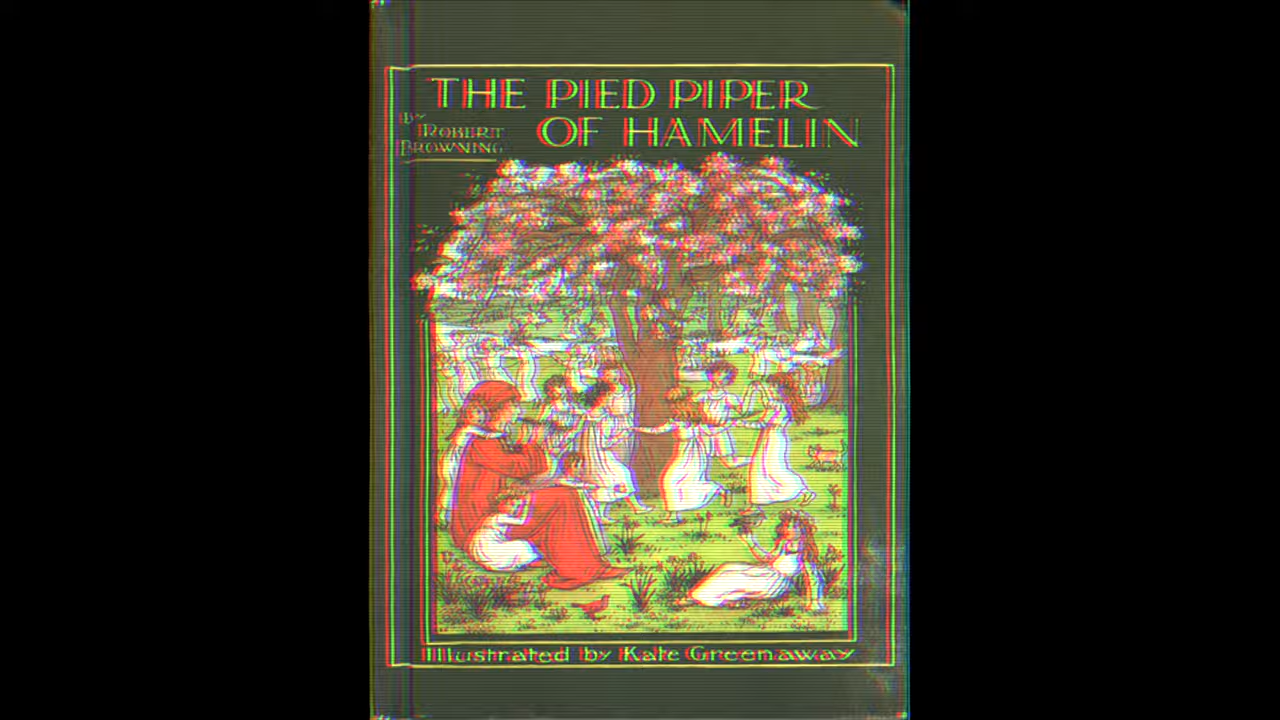 THE PIED PIPER
OF HAMELIN
BY
ROBERT
BROWNING
Illustrated by Kate Greenaway